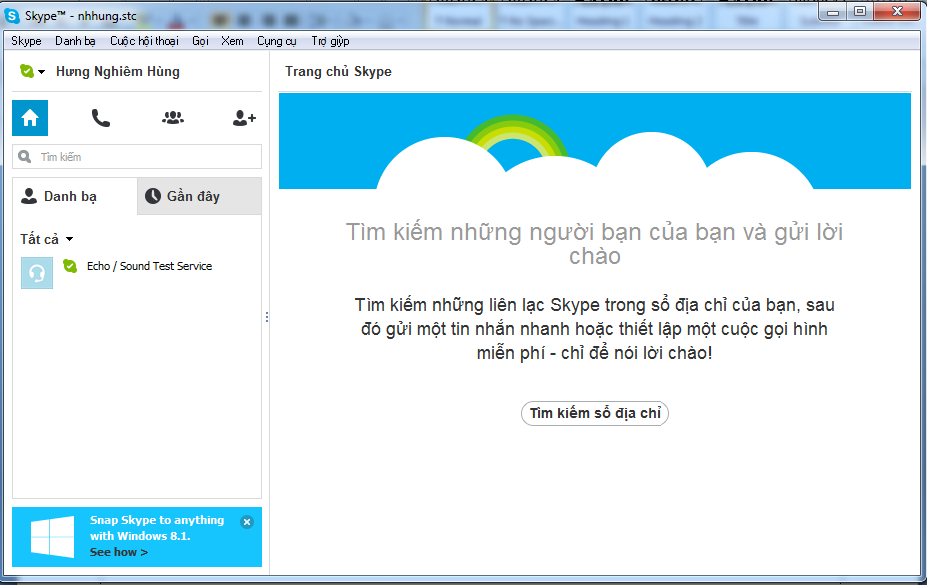 Skype™ - nhhung.stc
Skype Danh bạ Cuộc hội thoại Gọi Xem Cụng cụ Trợ giỳp
Hưng Nghiêm Hùng
Tìm kiếm
Danh bạ Gần đây
Tất cả
Echo / Sound Test Service
Snap Skype to anything
with Windows 8.1.
See how >
Trang chủ Skype
Tìm kiếm những người bạn của bạn và gửi lời
chào
Tìm kiếm những liên lạc Skype trong sổ địa chỉ của bạn, sau
đó gửi một tin nhắn nhanh hoặc thiết lập một cuộc gọi hình
miễn phí - chỉ để nói lời chào!
Tìm kiếm sổ địa chỉ